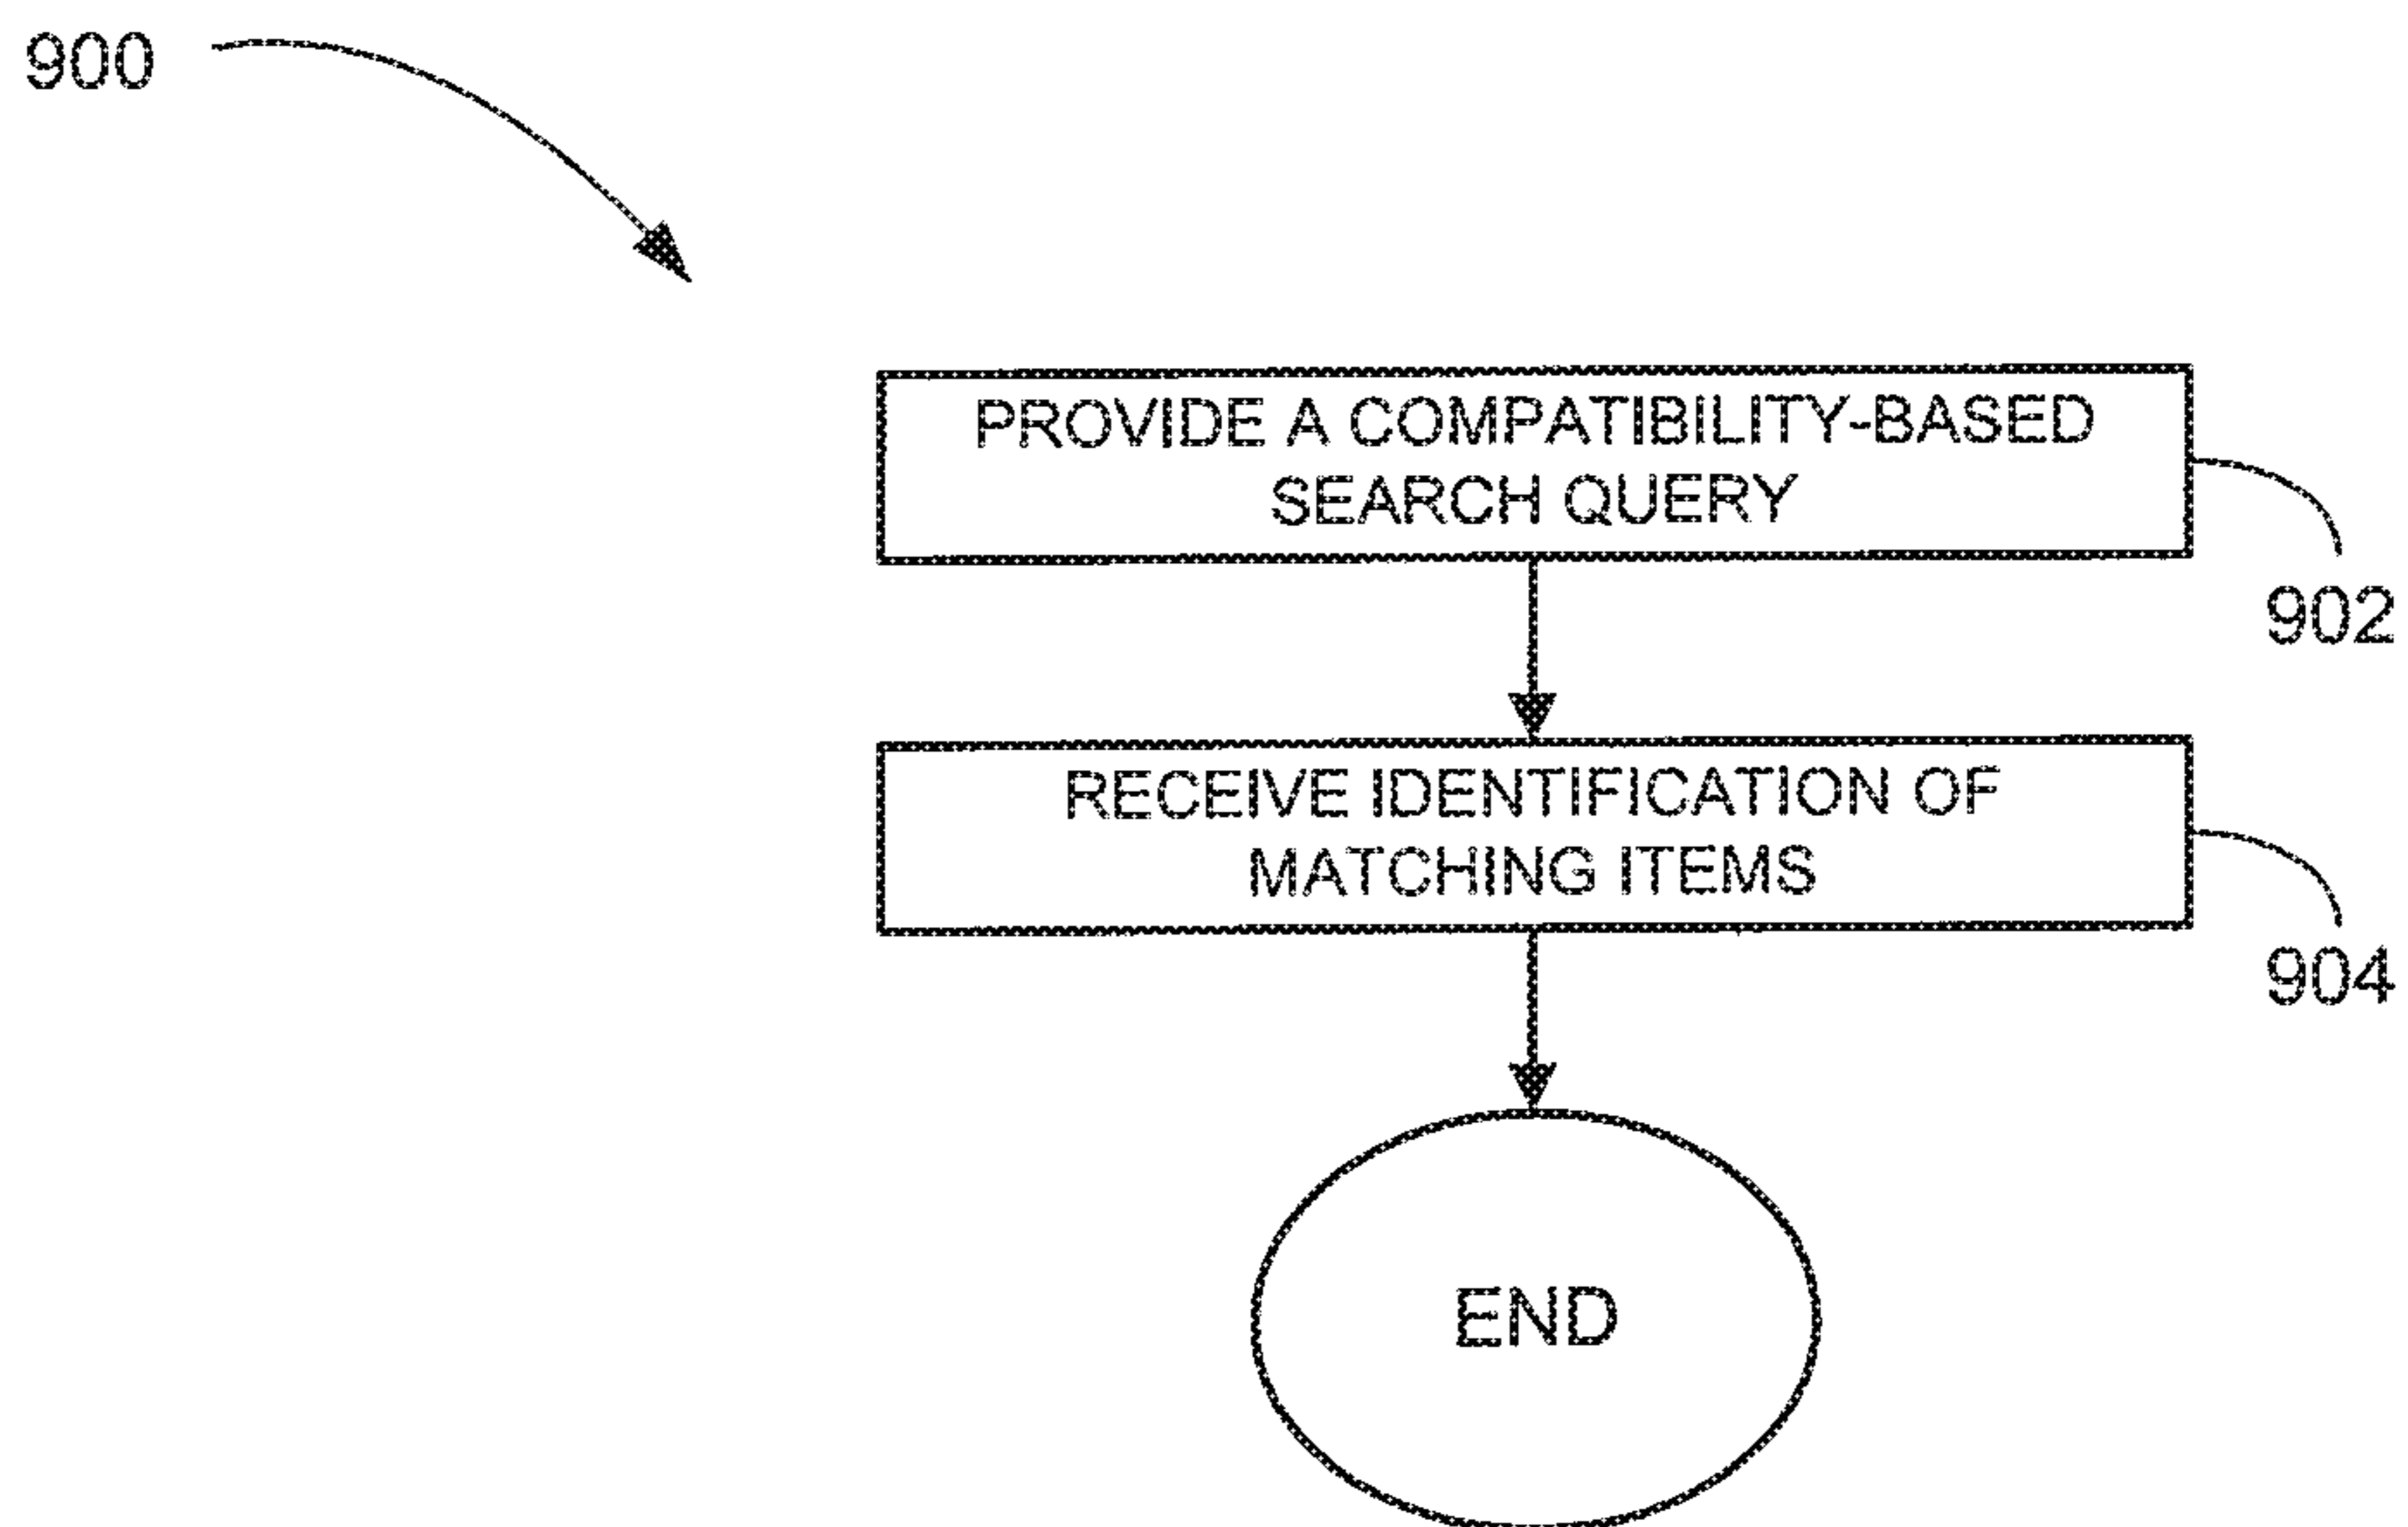 900
PROVIDE A COMPATIBILITY-BASED
SEARCH QUERY
902
RECEIVE IDENTIFICATION OF
MATCHING ITEMS
904
END